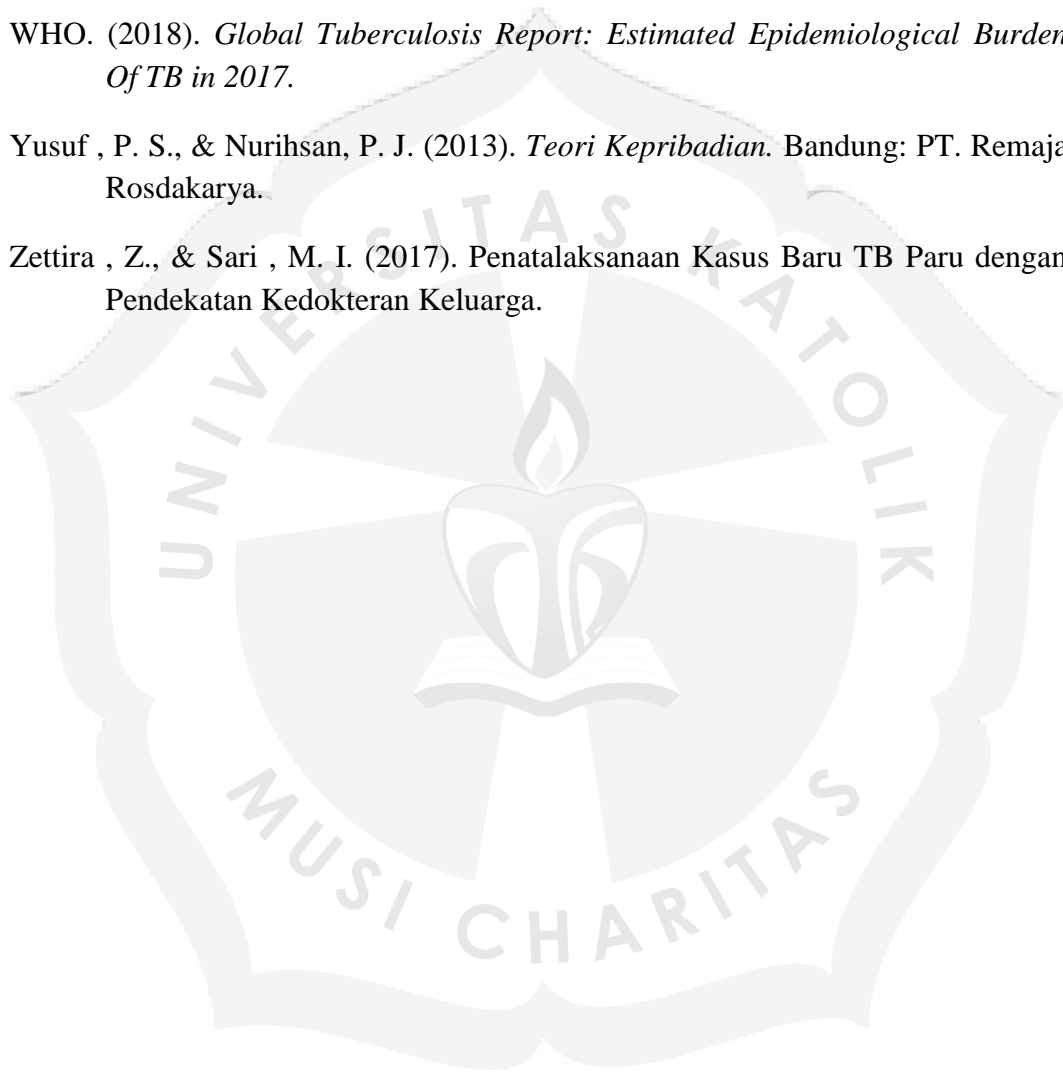 WHO. (2018). Global Tuberculosis Report: Estimated Epidemiological Burden
Of TB in 2017.
Yusuf , P. S., & Nurihsan, P. J. (2013). Teori Kepribadian. Bandung: PT. Remaja
Rosdakarya.
Zettira , Z., & Sari , M. I. (2017). Penatalaksanaan Kasus Baru TB Paru dengan
Pendekatan Kedokteran Keluarga.
UNIVERSITAS KATOLIK
MUSI CHARITAS